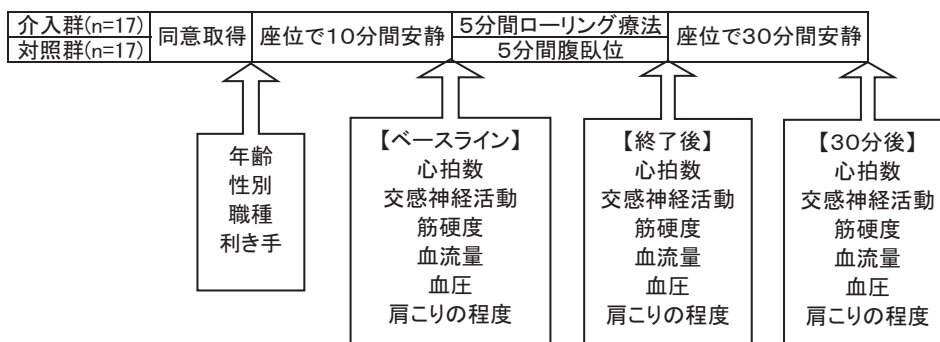 介入群(n=17)
対照群(n=17)
同意取得
座位で10分間安静
5分間ローリング療法
5分間腹臥位
座位で30分間安静
年齢
性別
職種
利き手
【ベースライン】
心拍数
交感神経活動
筋硬度
血流量
血圧
肩こりの程度
【終了後】
心拍数
交感神経活動
筋硬度
血流量
血圧
肩こりの程度
【30分後】
心拍数
交感神経活動
筋硬度
血流量
血圧
肩こりの程度